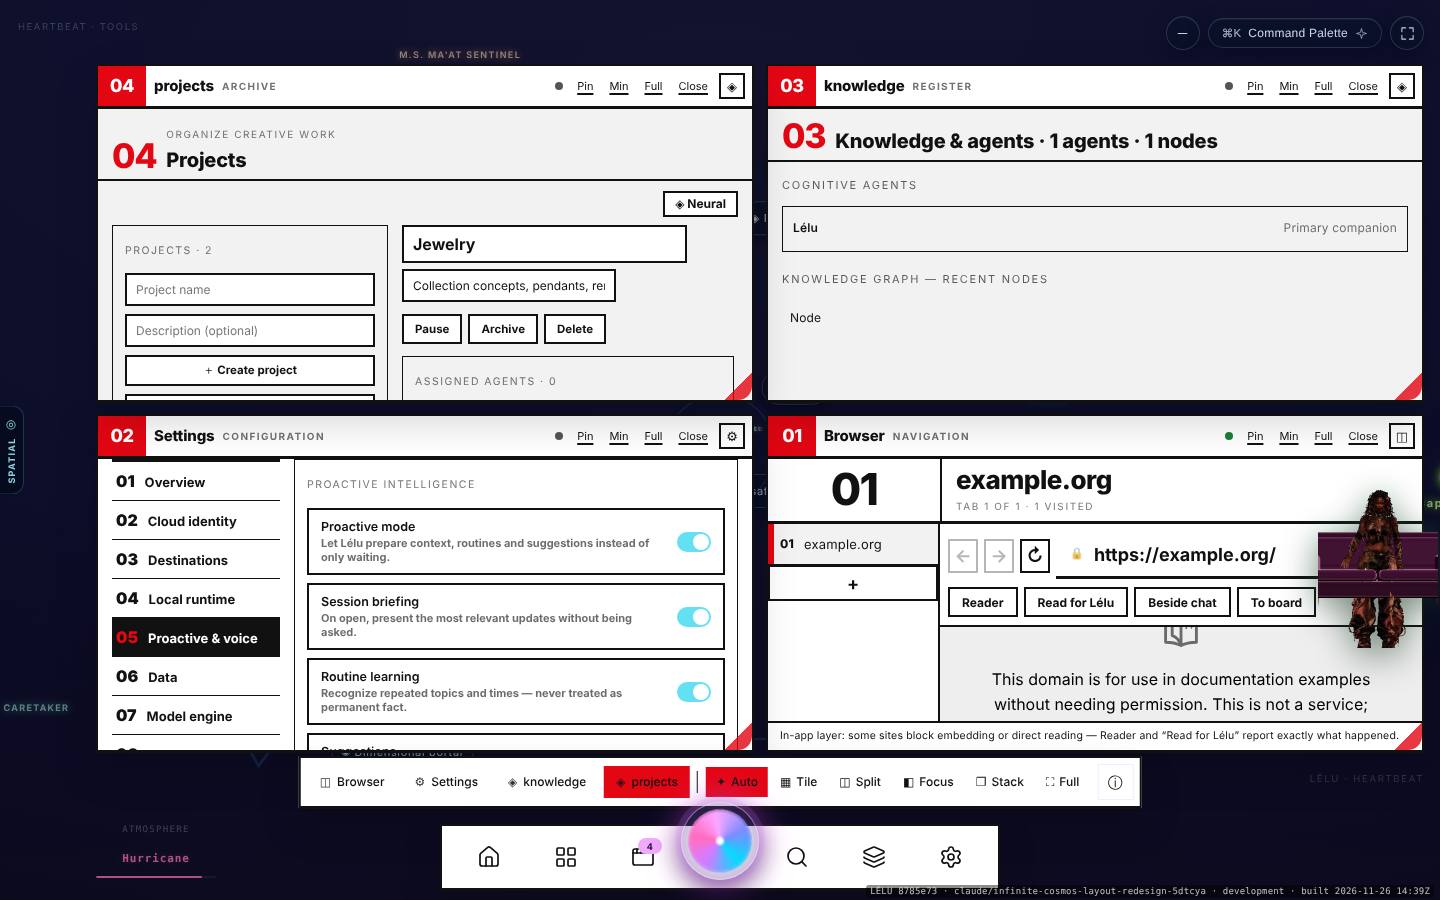 HEARTBEAT · TOOLS
M.S. MA'AT SENTINEL
⌘K Command Palette
04 projects ARCHIVE
Pin Min Full Close
ORGANIZE CREATIVE WORK
04 Projects
Neural
PROJECTS · 2
Project name
Description (optional)
+ Create project
Jewelry
Collection concepts, pendants, rei
Pause Archive Delete
ASSIGNED AGENTS · 0
03 knowledge REGISTER
Pin Min Full Close
03 Knowledge & agents · 1 agents · 1 nodes
COGNITIVE AGENTS
Lélu Primary companion
KNOWLEDGE GRAPH — RECENT NODES
Node
SPATIAL
CARETAKER
02 Settings CONFIGURATION
Pin Min Full Close
01 Overview
02 Cloud identity
03 Destinations
04 Local runtime
05 Proactive & voice
06 Data
07 Model engine
PROACTIVE INTELLIGENCE
Proactive mode
Let Lélu prepare context, routines and suggestions instead of
only waiting.
Session briefing
On open, present the most relevant updates without being
asked.
Routine learning
Recognize repeated topics and times — never treated as
permanent fact.
01 Browser NAVIGATION
Pin Min Full Close
01
example.org
TAB 1 OF 1 · 1 VISITED
01 example.org
+
https://example.org/
Reader Read for Lélu Beside chat To board
This domain is for use in documentation examples
without needing permission. This is not a service;
In-app layer: some sites block embedding or direct reading — Reader and “Read for Lélu” report exactly what happened.
Browser Settings knowledge projects Auto Tile Split Focus Stack Full
LÉLU · HEARTBEAT
ATMOSPHERE
Hurricane
4
LELU 8785e73 · claude/infinite-cosmos-layout-redesign-5dtcya · development · built 2026-11-26 14:39Z